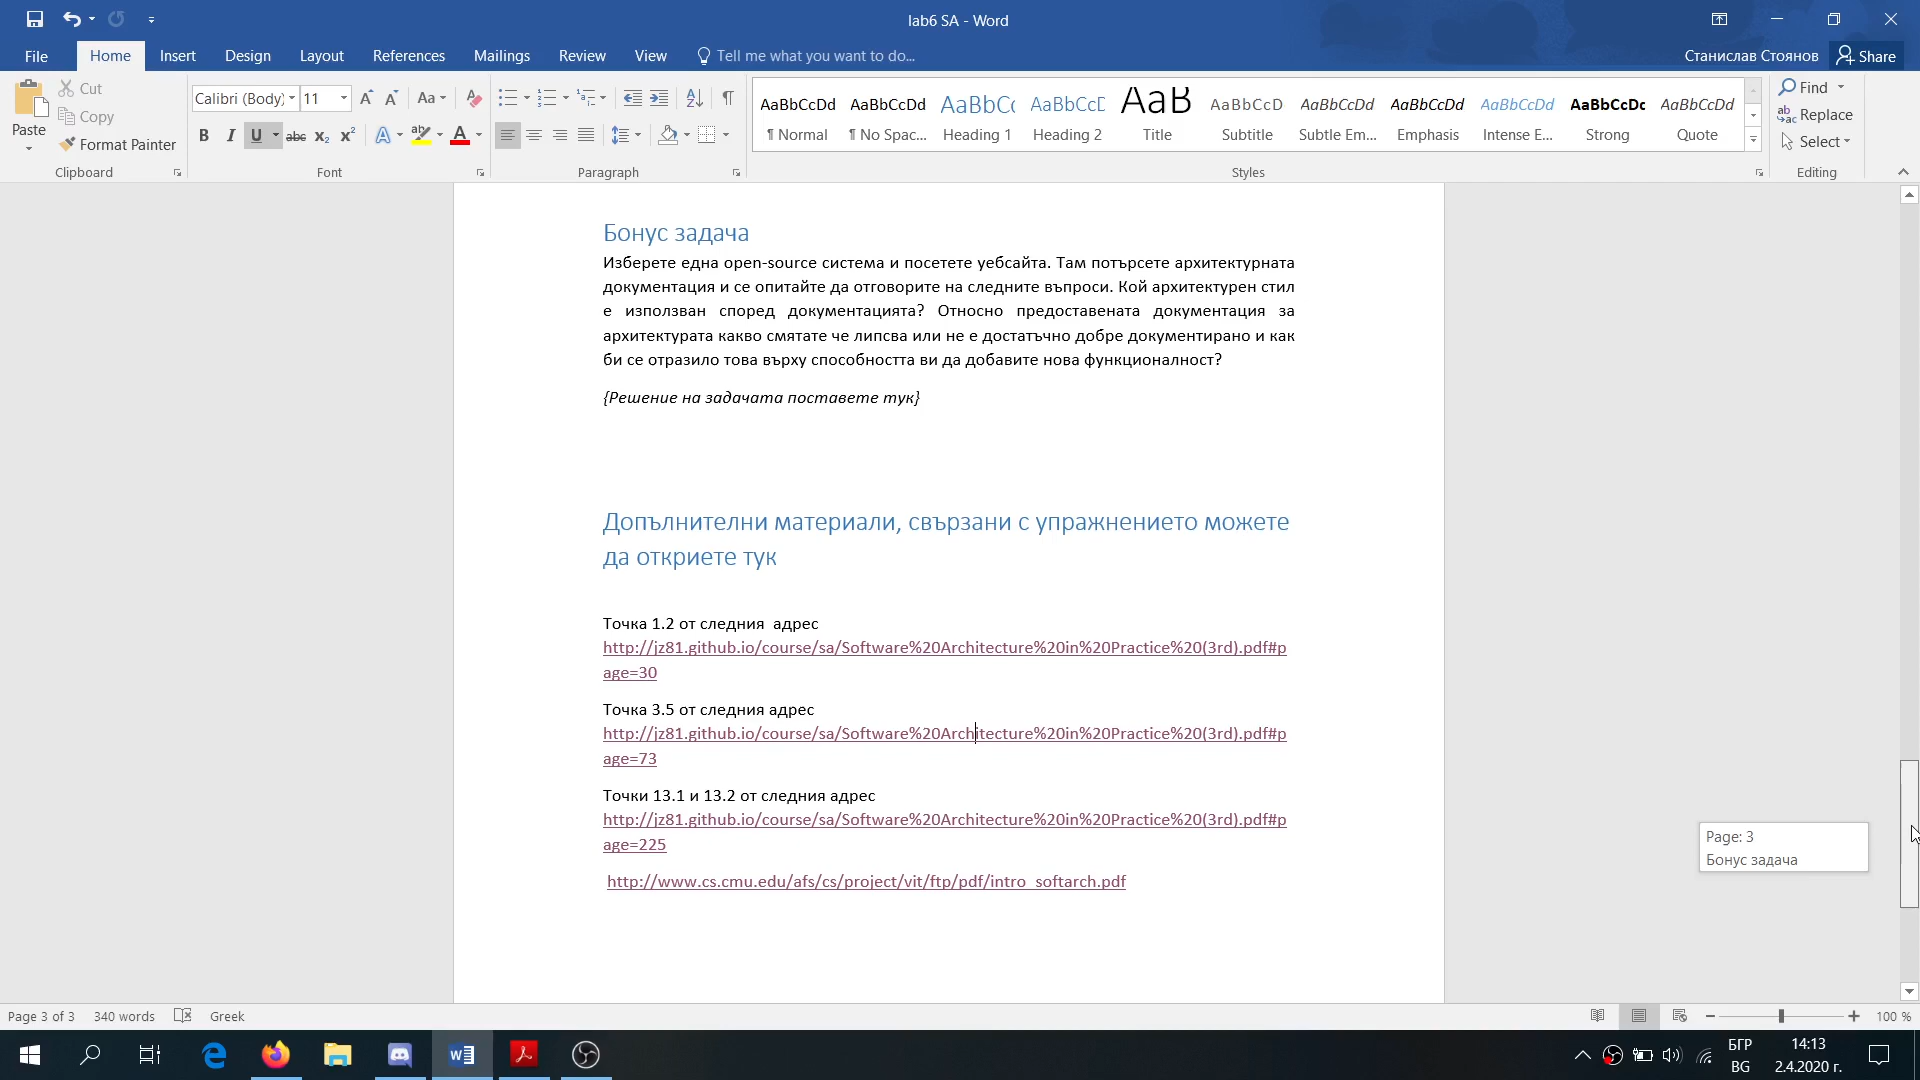 lab6 SA - Word
File Home Insert Design Layout References Mailings Review View Tell me what you want to do... Станислав Стоянов Share
Paste Cut Copy Format Painter Clipboard
Calibri (Body) 11 Font
Paragraph
AaBbCcDd AaBbCcDd AaBbCc AaBbCcD AaB AaBbCcD AaBbCcDd AaBbCcDd AaBbCcDd AaBbCcDc AaBbCcDd
¶ Normal ¶ No Spac... Heading 1 Heading 2 Title Subtitle Subtle Em... Emphasis Intense E... Strong Quote
Styles
Find
Replace
Select
Editing
Бонус задача
Изберете една open-source система и посетете уебсайта. Там потърсете архитектурната
документация и се опитайте да отговорите на следните въпроси. Кой архитектурен стил
е използван според документацията? Относно предоставената документация за
архитектурата какво смятате че липсва или не е достатъчно добре документирано и как
би се отразило това върху способността ви да добавите нова функционалност?
{Решение на задачата поставете тук}
Допълнителни материали, свързани с упражнението можете
да откриете тук
Точка 1.2 от следния адрес
http://jz81.github.io/course/sa/Software%20Architecture%20in%20Practice%20(3rd).pdf#p
age=30
Точка 3.5 от следния адрес
http://jz81.github.io/course/sa/Software%20Architecture%20in%20Practice%20(3rd).pdf#p
age=73
Точки 13.1 и 13.2 от следния адрес
http://jz81.github.io/course/sa/Software%20Architecture%20in%20Practice%20(3rd).pdf#p
age=225
http://www.cs.cmu.edu/afs/cs/project/vit/ftp/pdf/intro_softarch.pdf
Page: 3
Бонус задача
Page 3 of 3 340 words Greek 100 %
БГР
BG
14:13
2.4.2020 г.